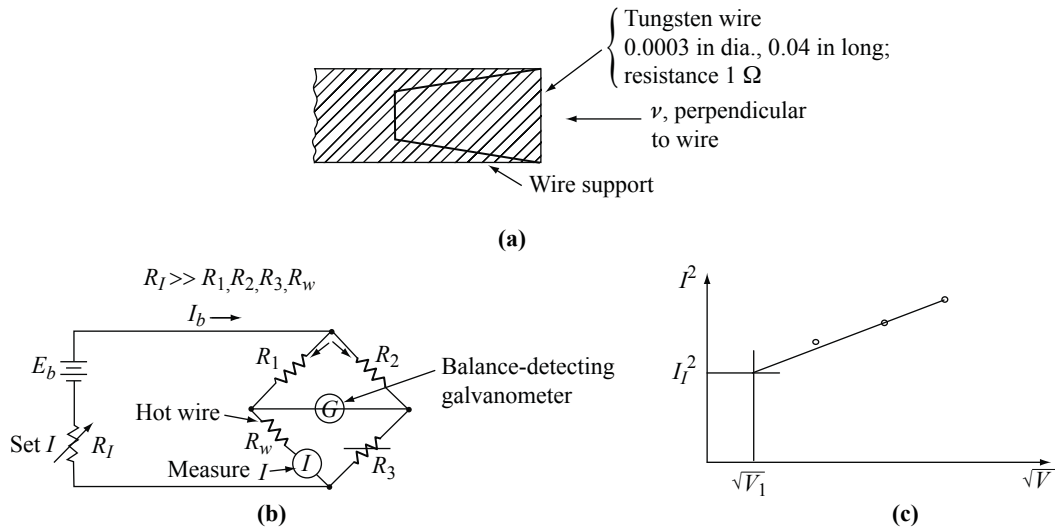 Tungsten wire
0.0003 in dia., 0.04 in long;
resistance 1 Ω
ν, perpendicular
to wire
Wire support
(a)
R_I >> R_1, R_2, R_3, R_w
I_b
R_1
R_2
E_b
Balance-detecting
galvanometer
G
Hot wire
R_w
Set I
R_I
Measure I
I
R_3
(b)
I^2
I_I^2
√V_1
√V
(c)